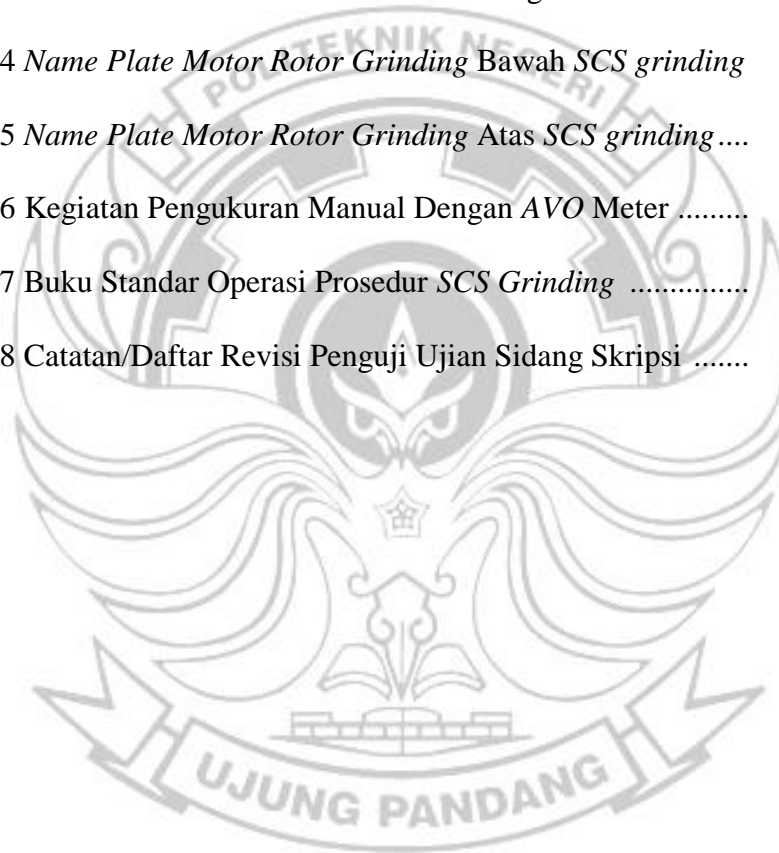 4 Name Plate Motor Rotor Grinding Bawah SCS grinding
5 Name Plate Motor Rotor Grinding Atas SCS grinding ....
6 Kegiatan Pengukuran Manual Dengan AVO Meter .........
7 Buku Standar Operasi Prosedur SCS Grinding ...............
8 Catatan/Daftar Revisi Penguji Ujian Sidang Skripsi .......
POLITEKNIK NEGERI
UJUNG PANDANG